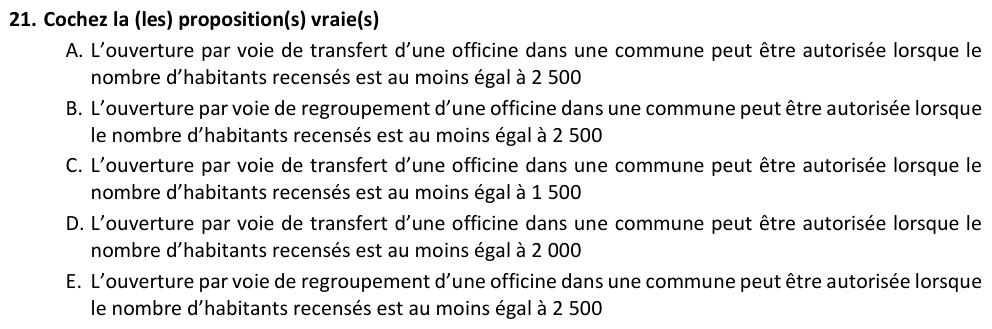 21. Cochez la (les) proposition(s) vraie(s)
A. L’ouverture par voie de transfert d’une officine dans une commune peut être autorisée lorsque le
nombre d’habitants recensés est au moins égal à 2 500
B. L’ouverture par voie de regroupement d’une officine dans une commune peut être autorisée lorsque
le nombre d’habitants recensés est au moins égal à 2 500
C. L’ouverture par voie de transfert d’une officine dans une commune peut être autorisée lorsque le
nombre d’habitants recensés est au moins égal à 1 500
D. L’ouverture par voie de transfert d’une officine dans une commune peut être autorisée lorsque le
nombre d’habitants recensés est au moins égal à 2 000
E. L’ouverture par voie de regroupement d’une officine dans une commune peut être autorisée lorsque
le nombre d’habitants recensés est au moins égal à 2 500